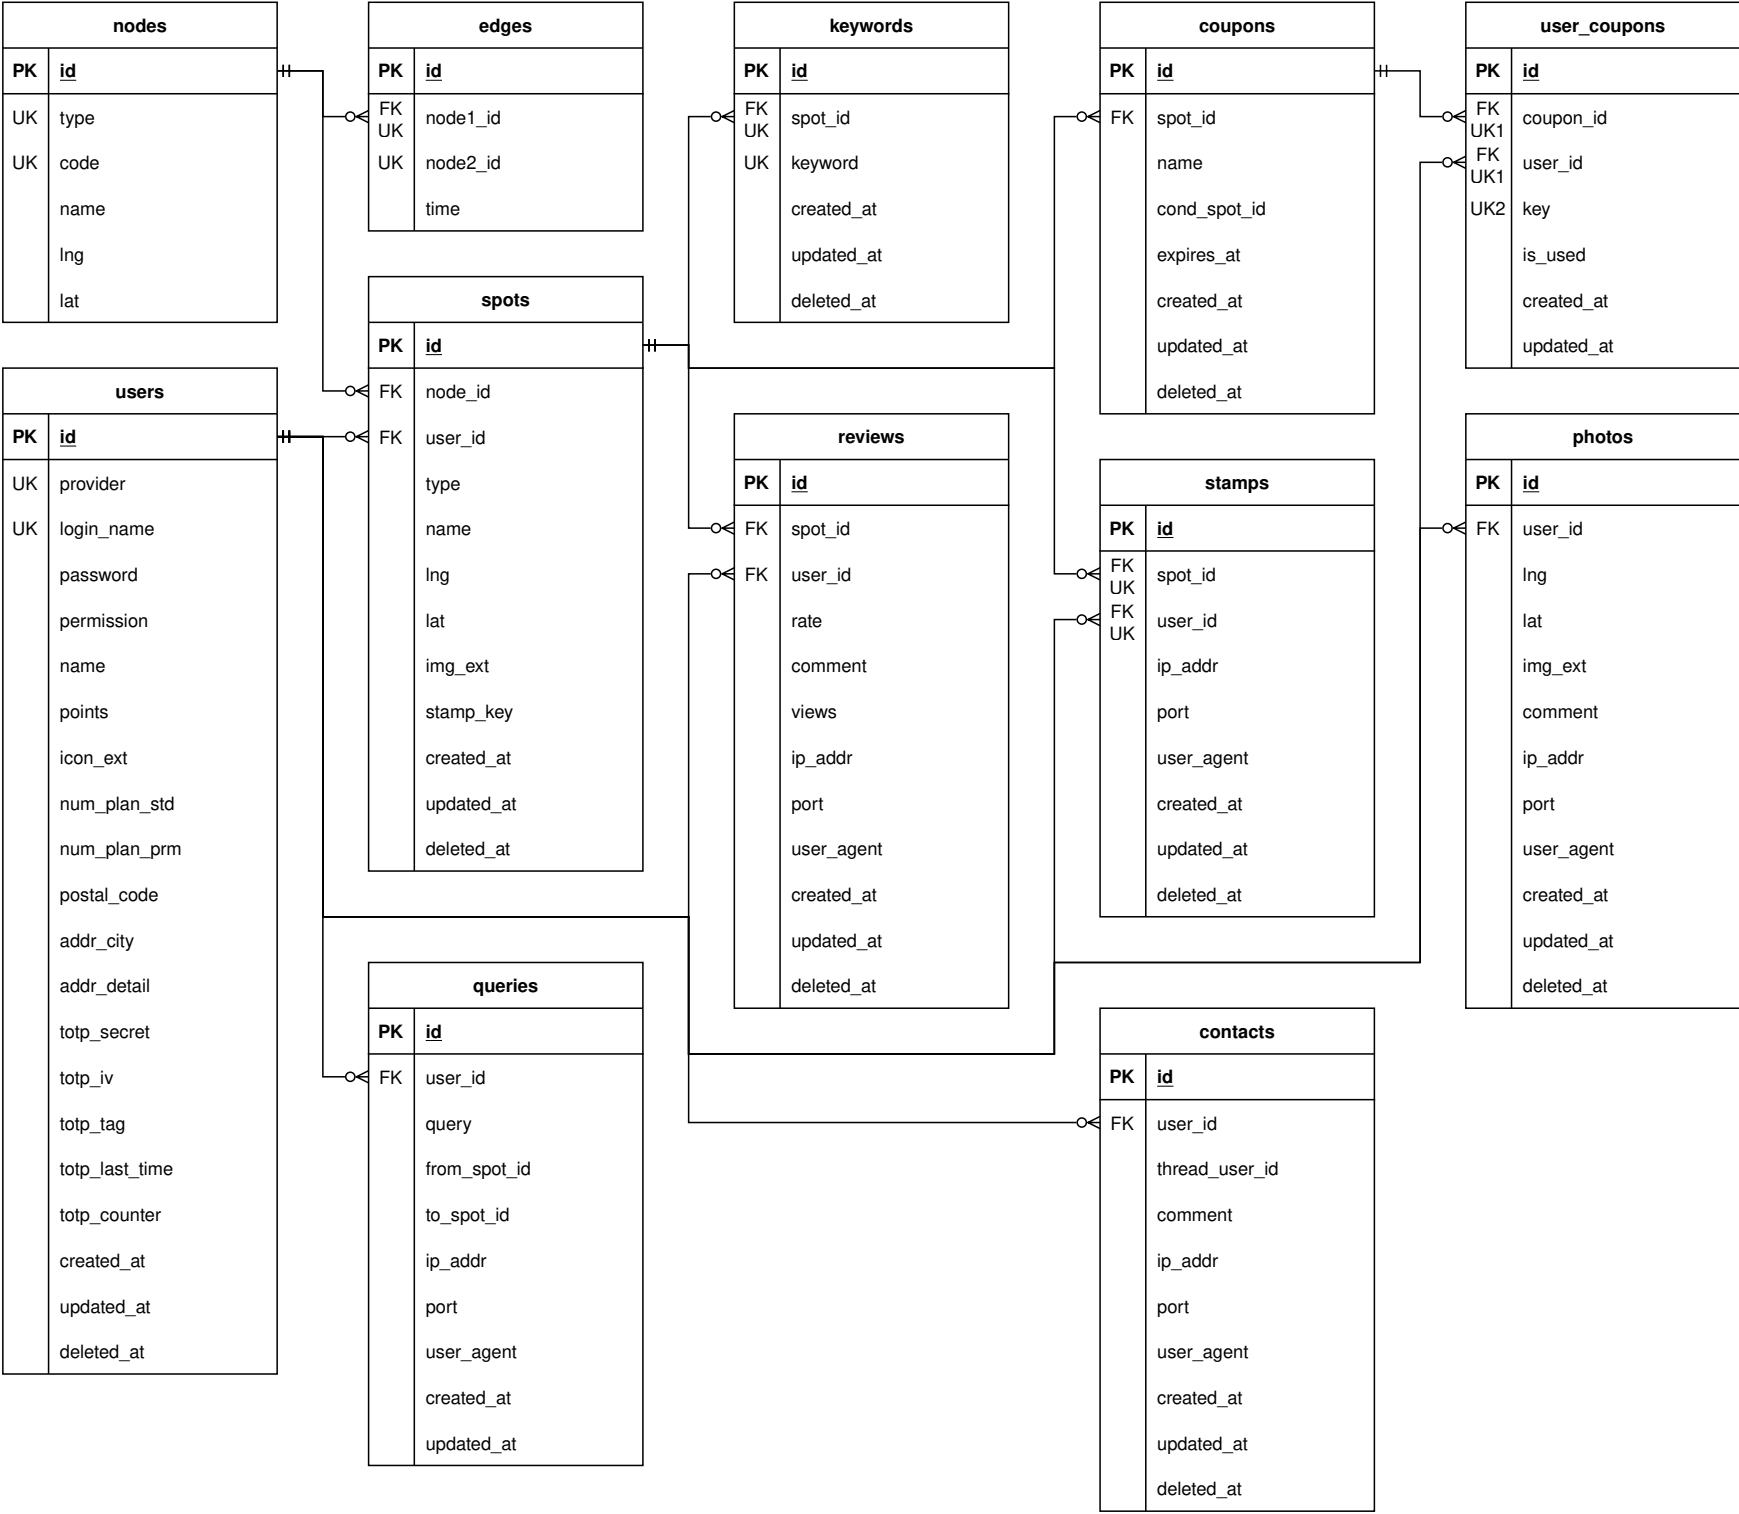 nodes
PK id
UK type
UK code
name
lng
lat
edges
PK id
FK
UK
node1_id
UK node2_id
time
keywords
PK id
FK
UK
spot_id
UK keyword
created_at
updated_at
deleted_at
coupons
PK id
FK spot_id
name
cond_spot_id
expires_at
created_at
updated_at
deleted_at
user_coupons
PK id
FK
UK1
coupon_id
FK
UK1
user_id
UK2 key
is_used
created_at
updated_at
users
PK id
UK provider
UK login_name
password
permission
name
points
icon_ext
num_plan_std
num_plan_prm
postal_code
addr_city
addr_detail
totp_secret
totp_iv
totp_tag
totp_last_time
totp_counter
created_at
updated_at
deleted_at
spots
PK id
FK node_id
FK user_id
type
name
lng
lat
img_ext
stamp_key
created_at
updated_at
deleted_at
reviews
PK id
FK spot_id
FK user_id
rate
comment
views
ip_addr
port
user_agent
created_at
updated_at
deleted_at
stamps
PK id
FK
UK
spot_id
FK
UK
user_id
ip_addr
port
user_agent
created_at
updated_at
deleted_at
photos
PK id
FK user_id
lng
lat
img_ext
comment
ip_addr
port
user_agent
created_at
updated_at
deleted_at
queries
PK id
FK user_id
query
from_spot_id
to_spot_id
ip_addr
port
user_agent
created_at
updated_at
contacts
PK id
FK user_id
thread_user_id
comment
ip_addr
port
user_agent
created_at
updated_at
deleted_at